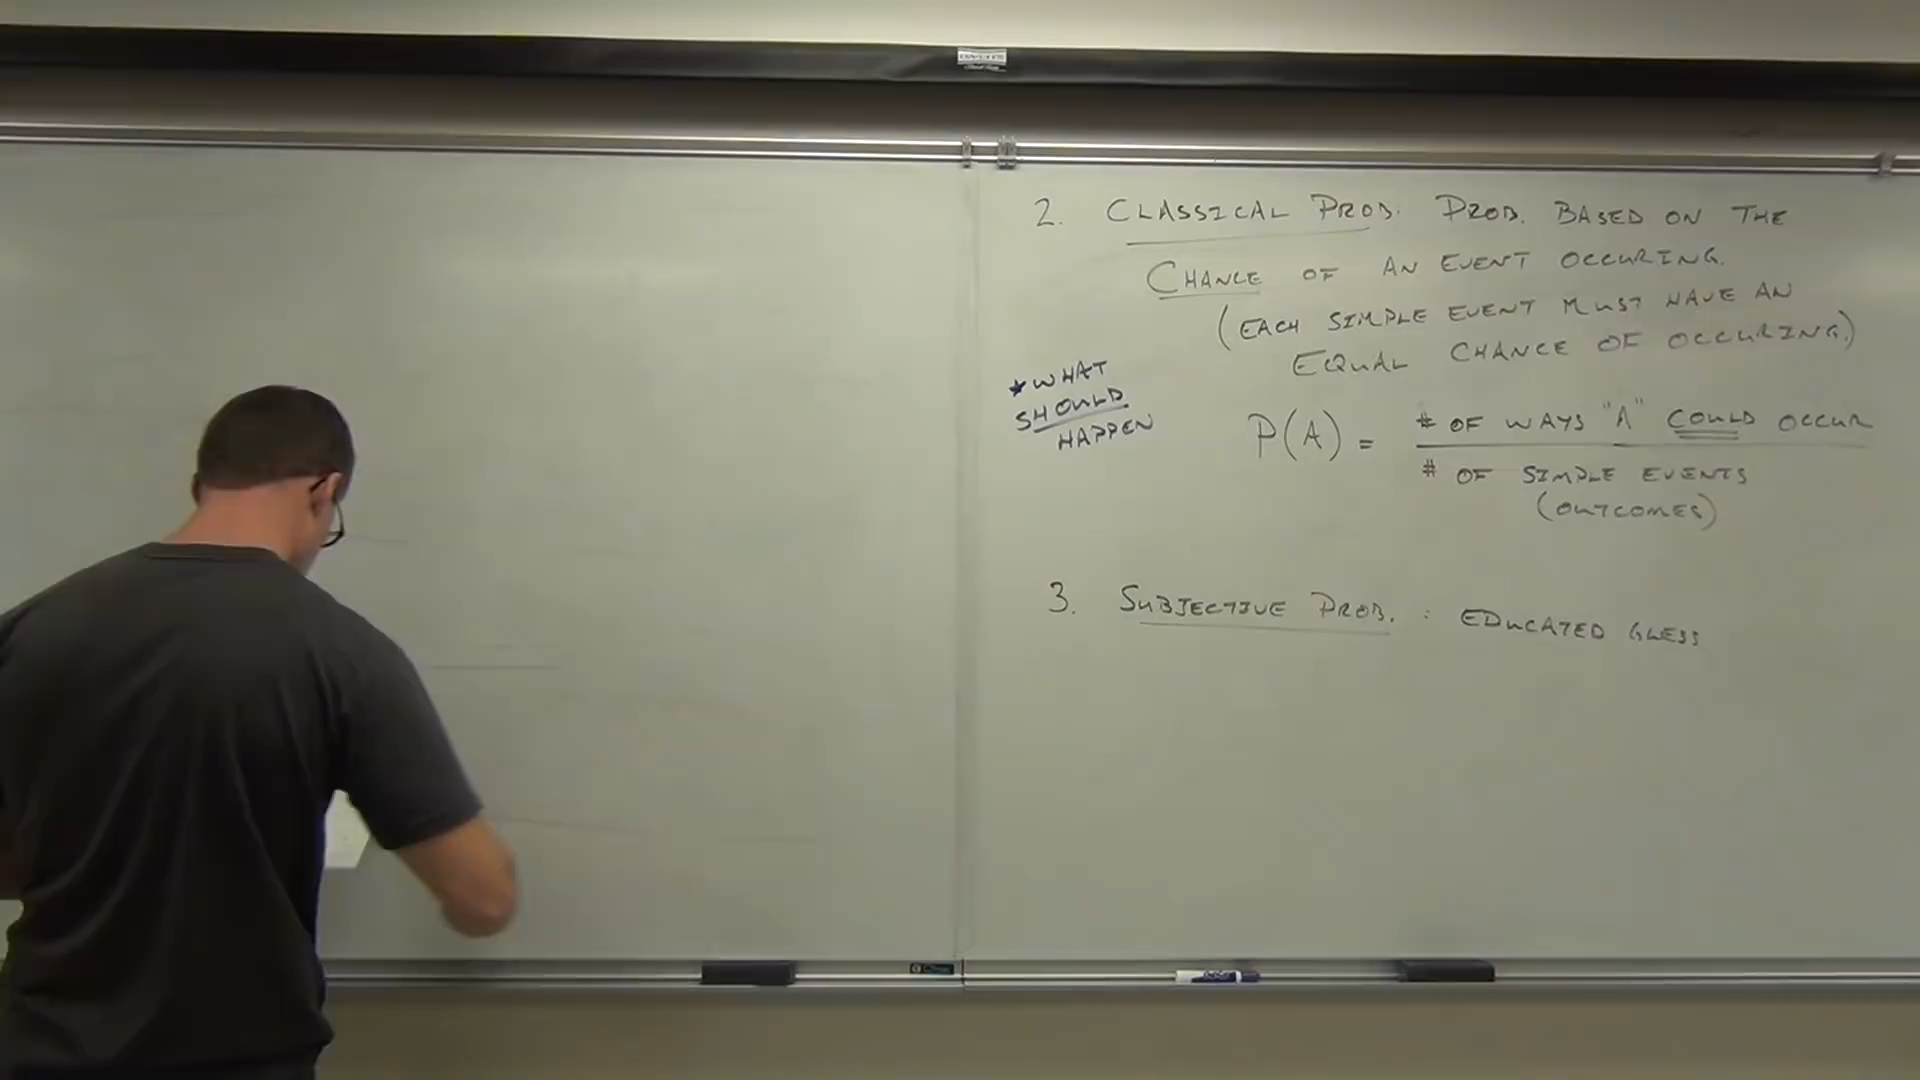 2. CLASSICAL PROB. PROB. BASED ON THE
CHANCE OF AN EVENT OCCURING.
(EACH SIMPLE EVENT MUST HAVE AN
EQUAL CHANCE OF OCCURING.)
* WHAT
SHOULD
HAPPEN
P(A) = # OF WAYS "A" COULD OCCUR
# OF SIMPLE EVENTS
(OUTCOMES)
3. SUBJECTIVE PROB. : EDUCATED GUESS